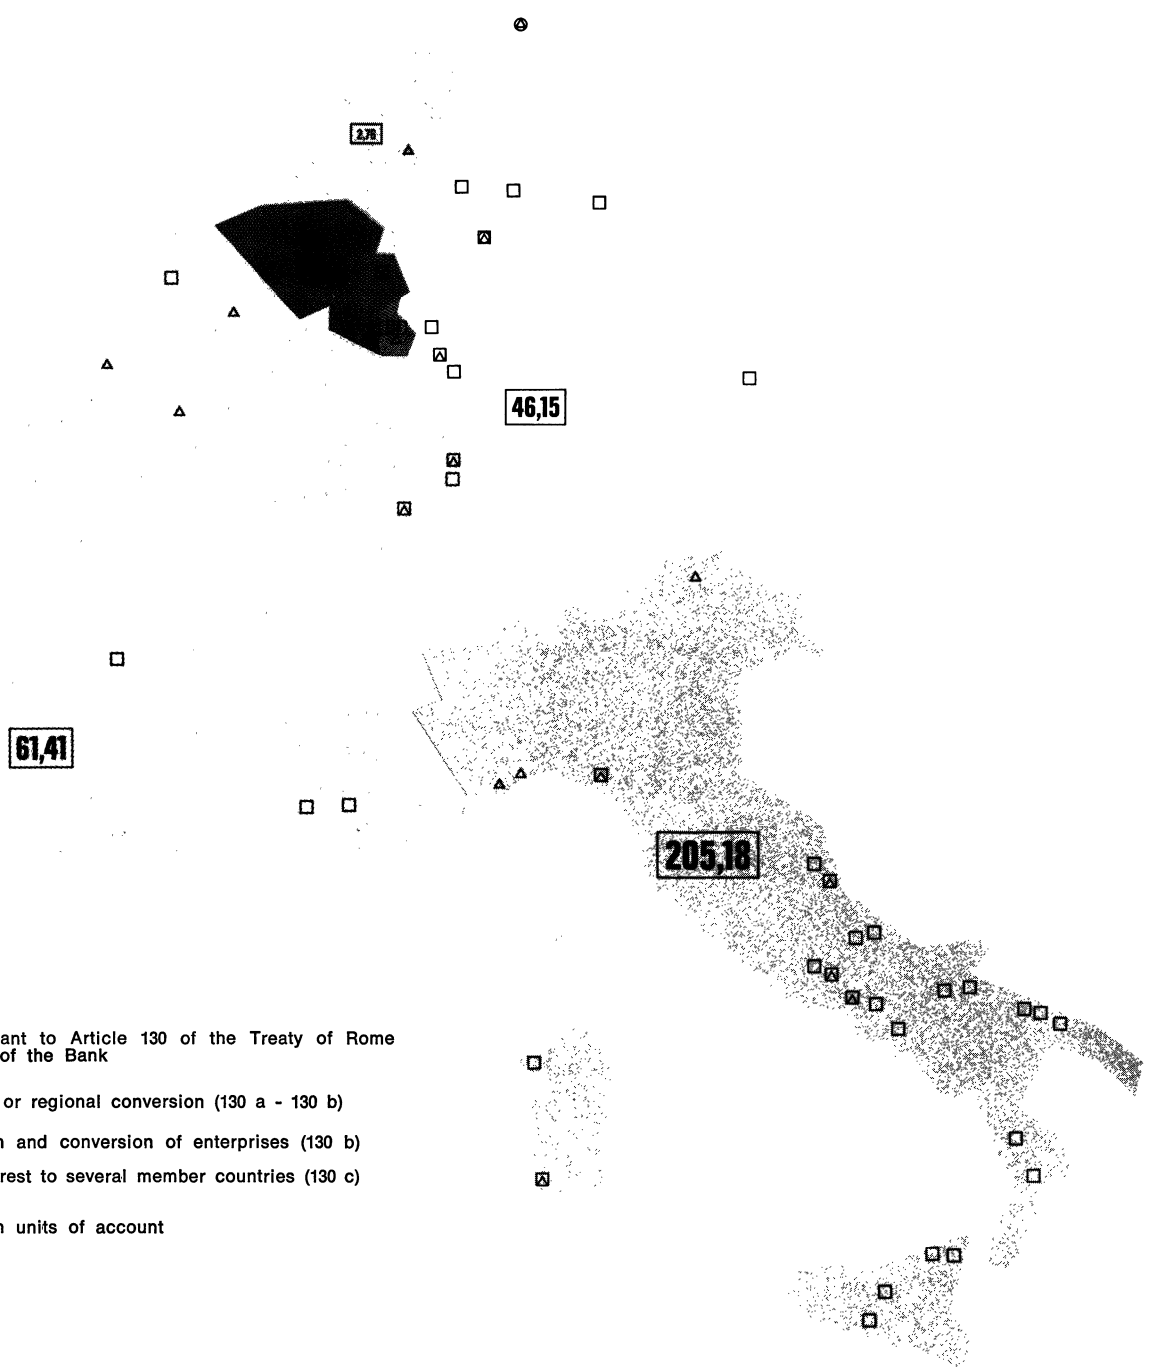 2,78
46,15
61,41
205,18
ant to Article 130 of the Treaty of Rome
of the Bank
or regional conversion (130 a - 130 b)
n and conversion of enterprises (130 b)
rest to several member countries (130 c)
n units of account